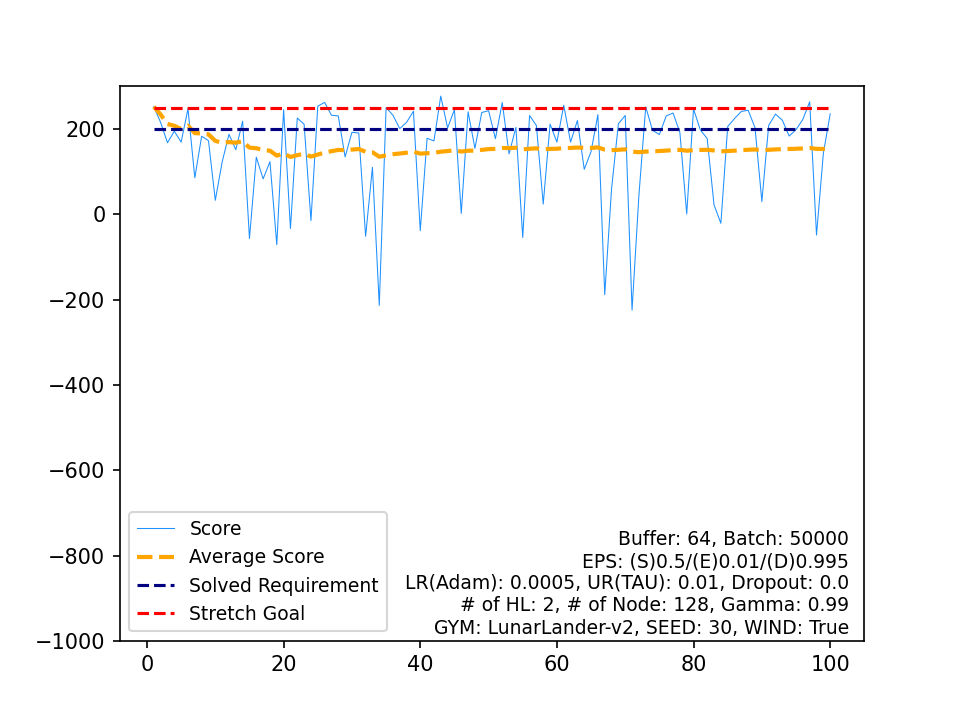 200
0
−200
−400
−600
−800
−1000
0 20 40 60 80 100
Score
Average Score
Solved Requirement
Stretch Goal
Buffer: 64, Batch: 50000
EPS: (S)0.5/(E)0.01/(D)0.995
LR(Adam): 0.0005, UR(TAU): 0.01, Dropout: 0.0
# of HL: 2, # of Node: 128, Gamma: 0.99
GYM: LunarLander-v2, SEED: 30, WIND: True